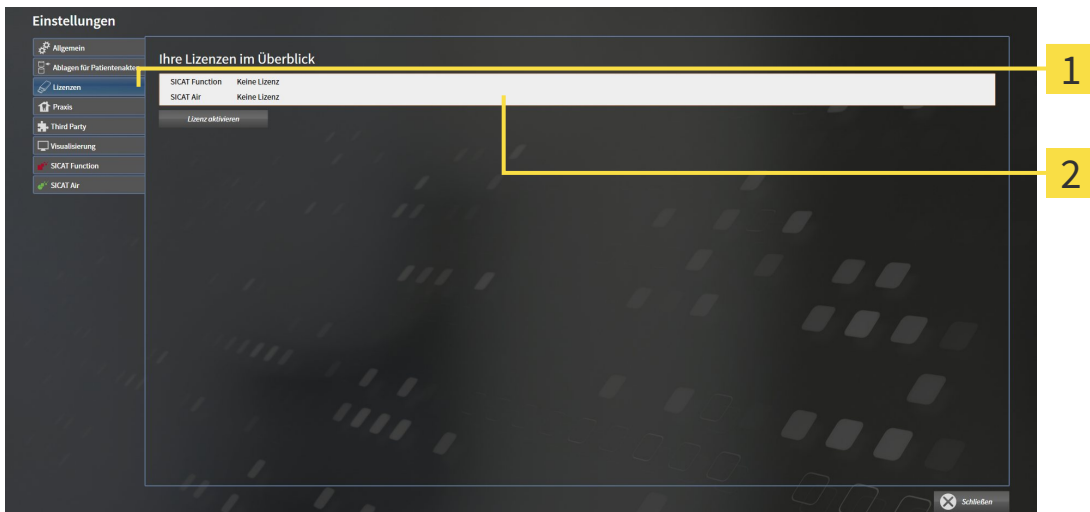 Einstellungen
Allgemein
Ablagen für Patientenakten
Lizenzen
Praxis
Third Party
Visualisierung
SICAT Function
SICAT Air
Ihre Lizenzen im Überblick
SICAT Function Keine Lizenz
SICAT Air Keine Lizenz
Lizenz aktivieren
1
2
Schließen